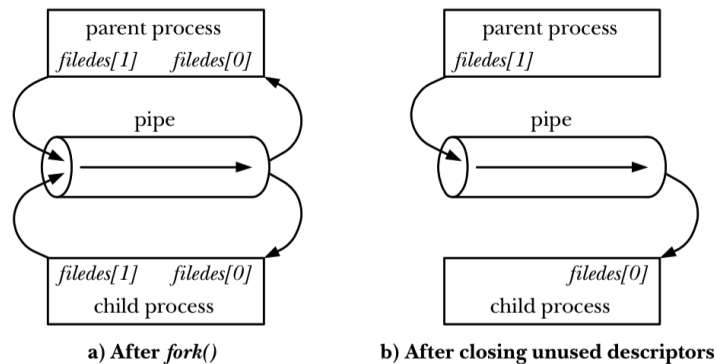 parent process
filedes[1] filedes[0]
pipe
filedes[1] filedes[0]
child process
a) After fork()
parent process
filedes[1]
pipe
filedes[0]
child process
b) After closing unused descriptors